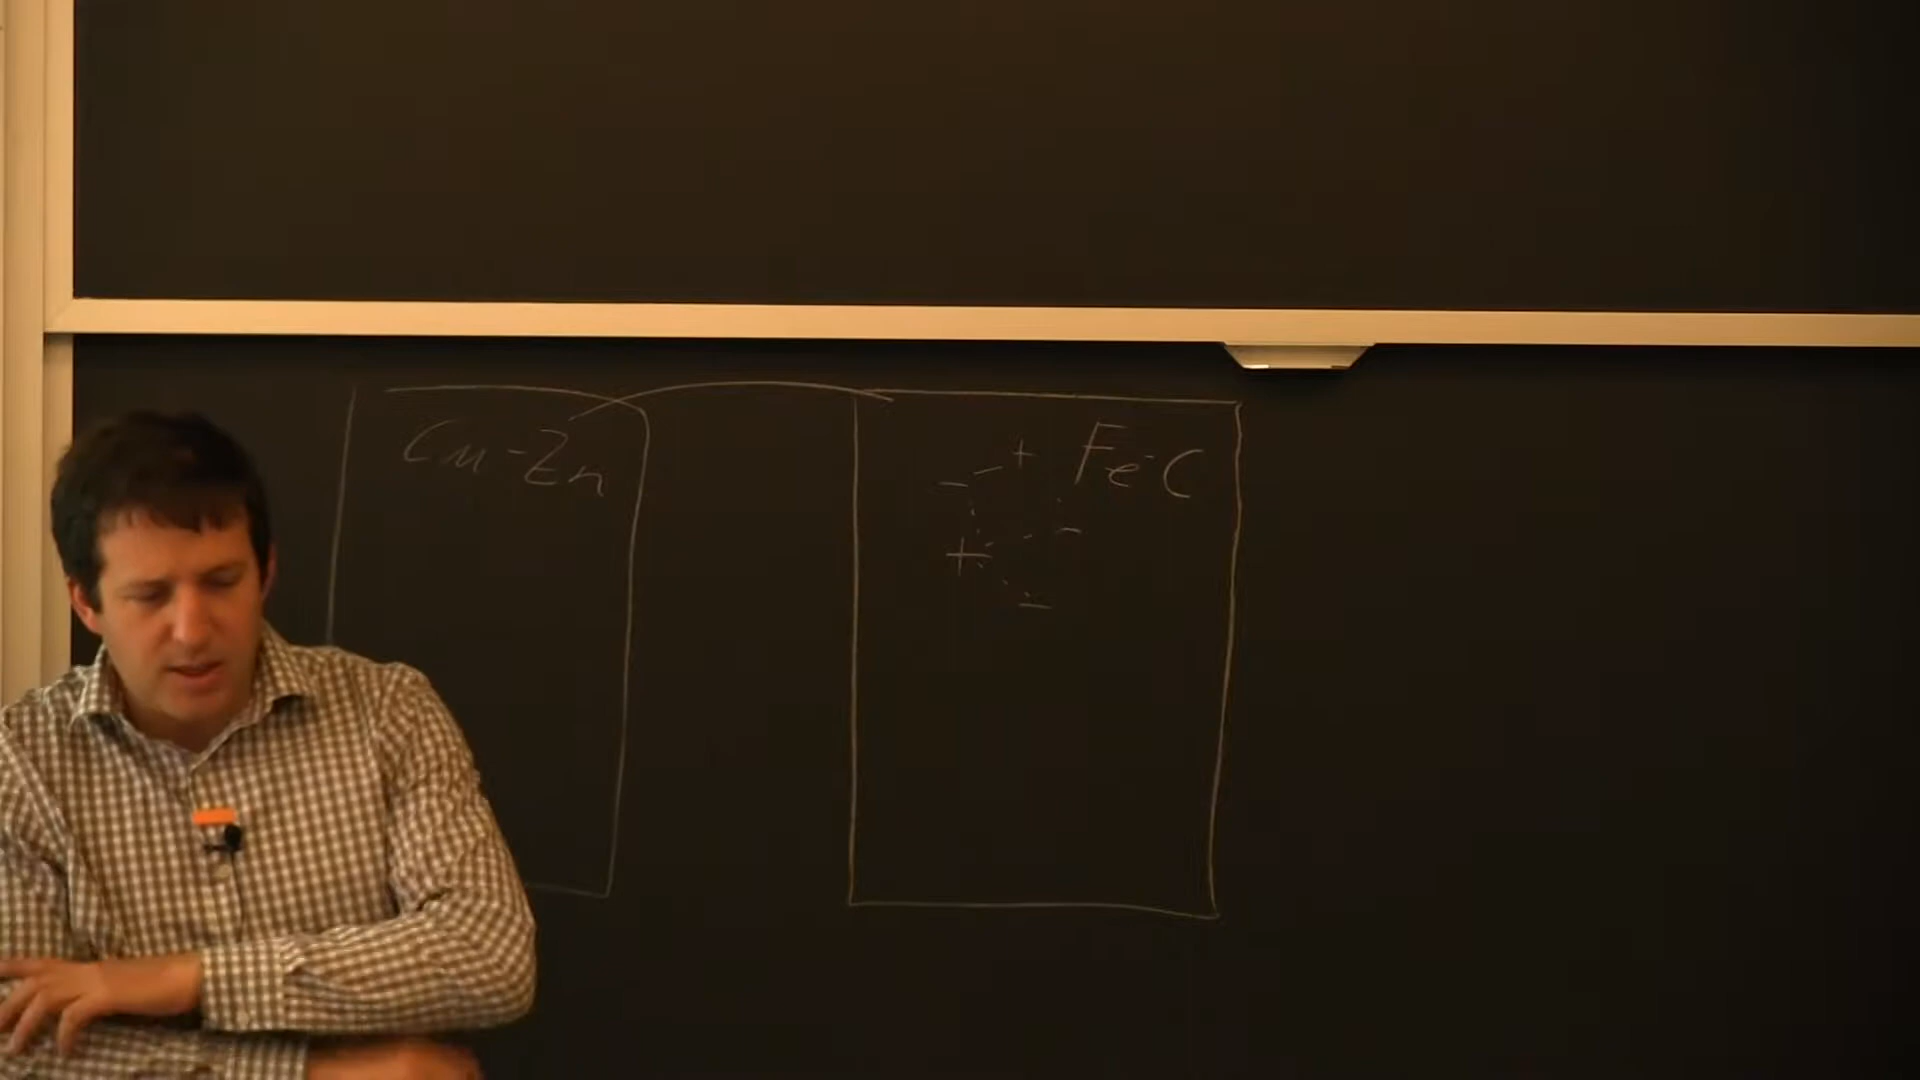 Cu-Zn
Fe-C
- +
+ -
-